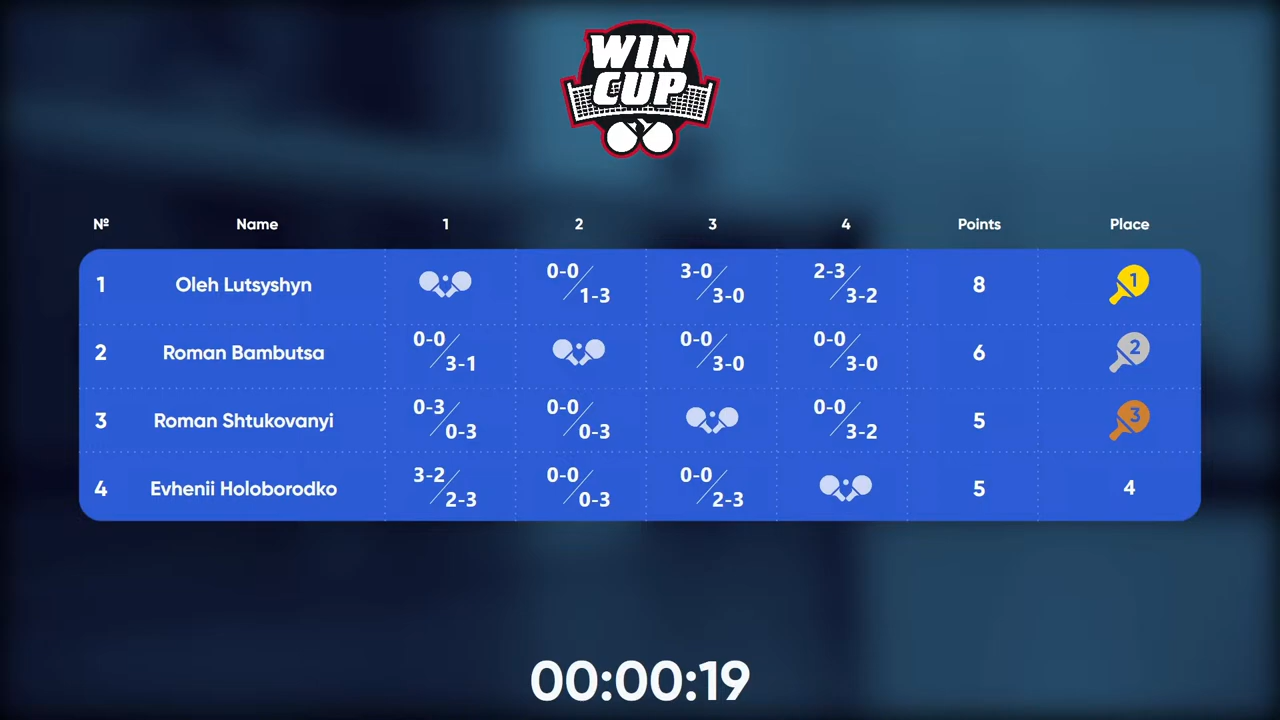 WIN
CUP
№ Name 1 2 3 4 Points Place
1 Oleh Lutsyshyn 0-0/1-3 3-0/3-0 2-3/3-2 8 1
2 Roman Bambutsa 0-0/3-1 0-0/3-0 0-0/3-0 6 2
3 Roman Shtukovanyi 0-3/0-3 0-0/0-3 0-0/3-2 5 3
4 Evhenii Holoborodko 3-2/2-3 0-0/0-3 0-0/2-3 5 4
00:00:19